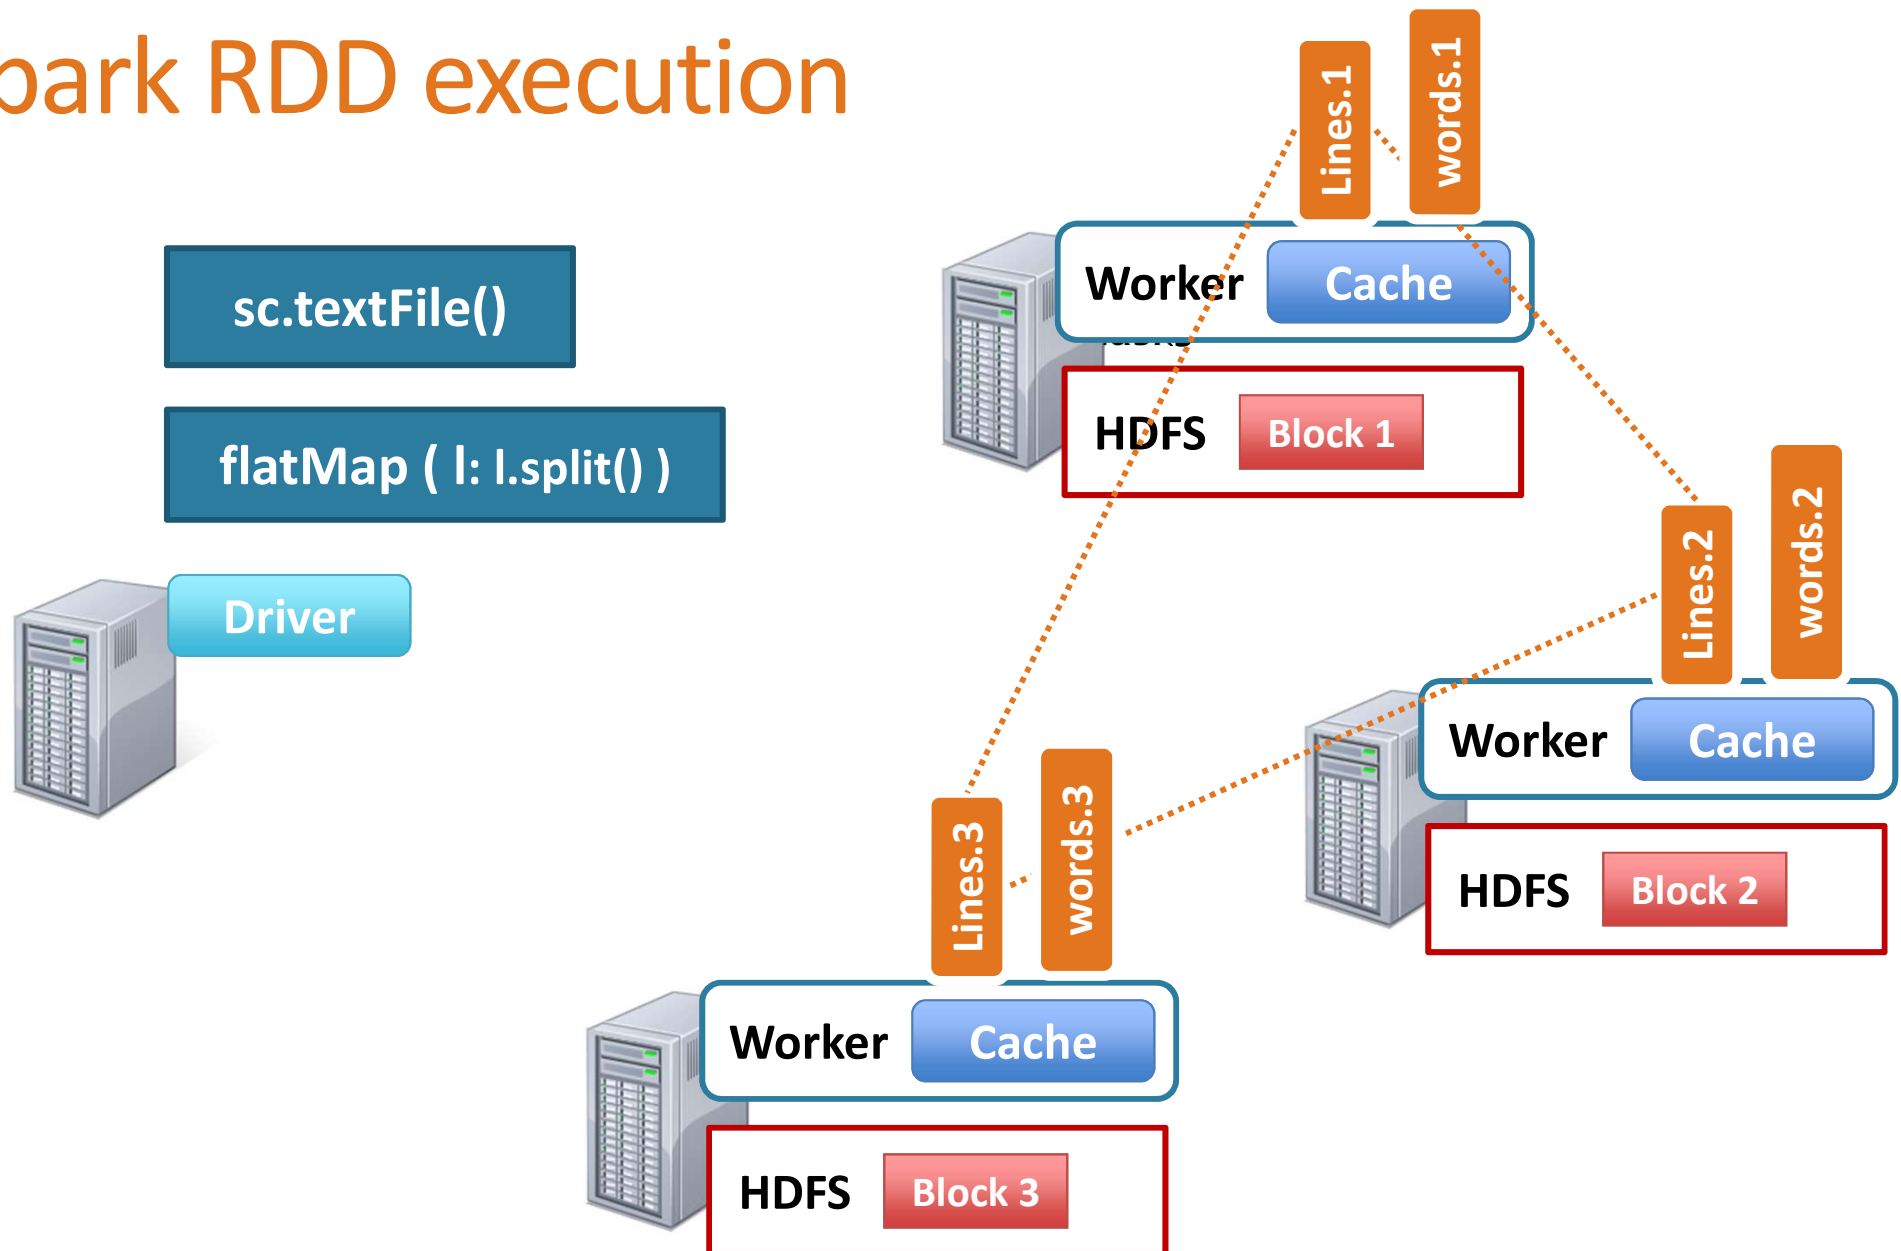 park RDD execution
sc.textFile()
flatMap ( l: l.split() )
Driver
Lines.1
words.1
Worker
Cache
HDFS
Block 1
Lines.2
words.2
Worker
Cache
HDFS
Block 2
Lines.3
words.3
Worker
Cache
HDFS
Block 3